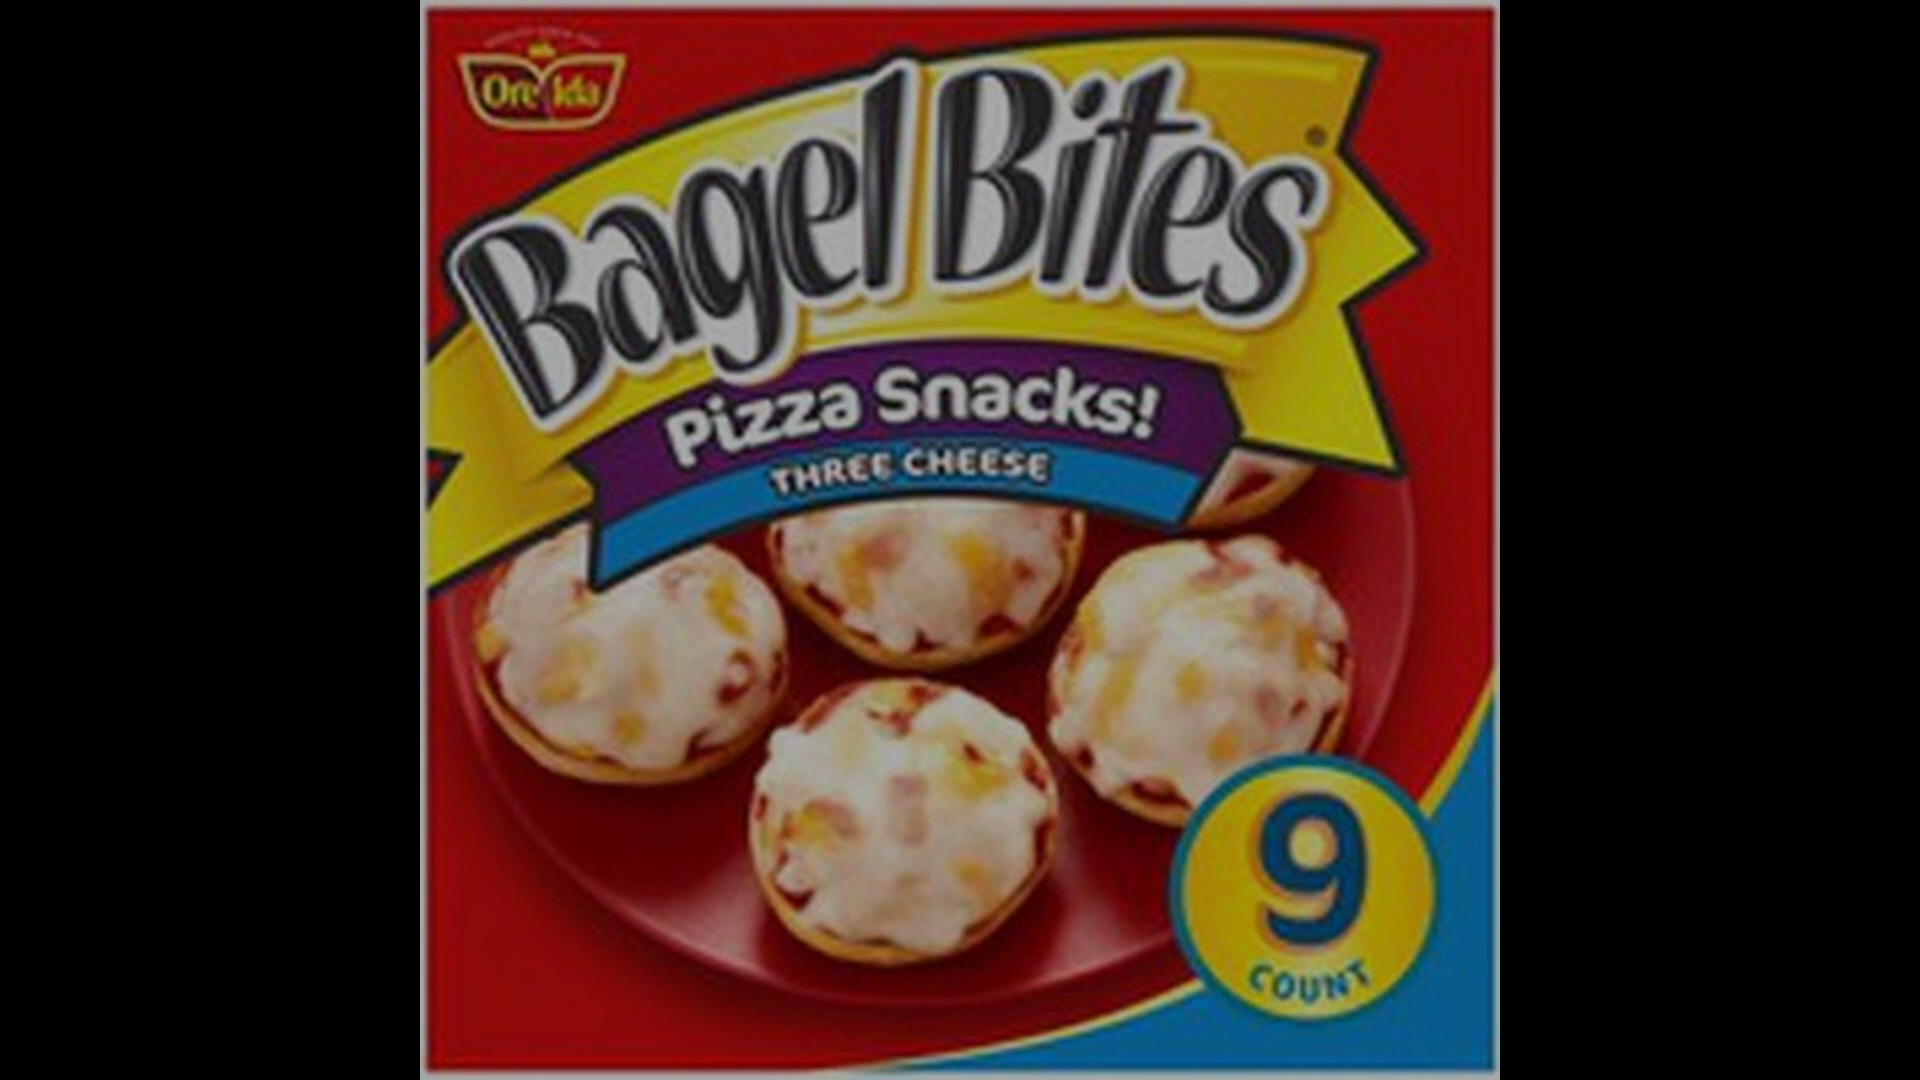 Ore Ida
Bagel Bites®
Pizza Snacks!
THREE CHEESE
9
COUNT